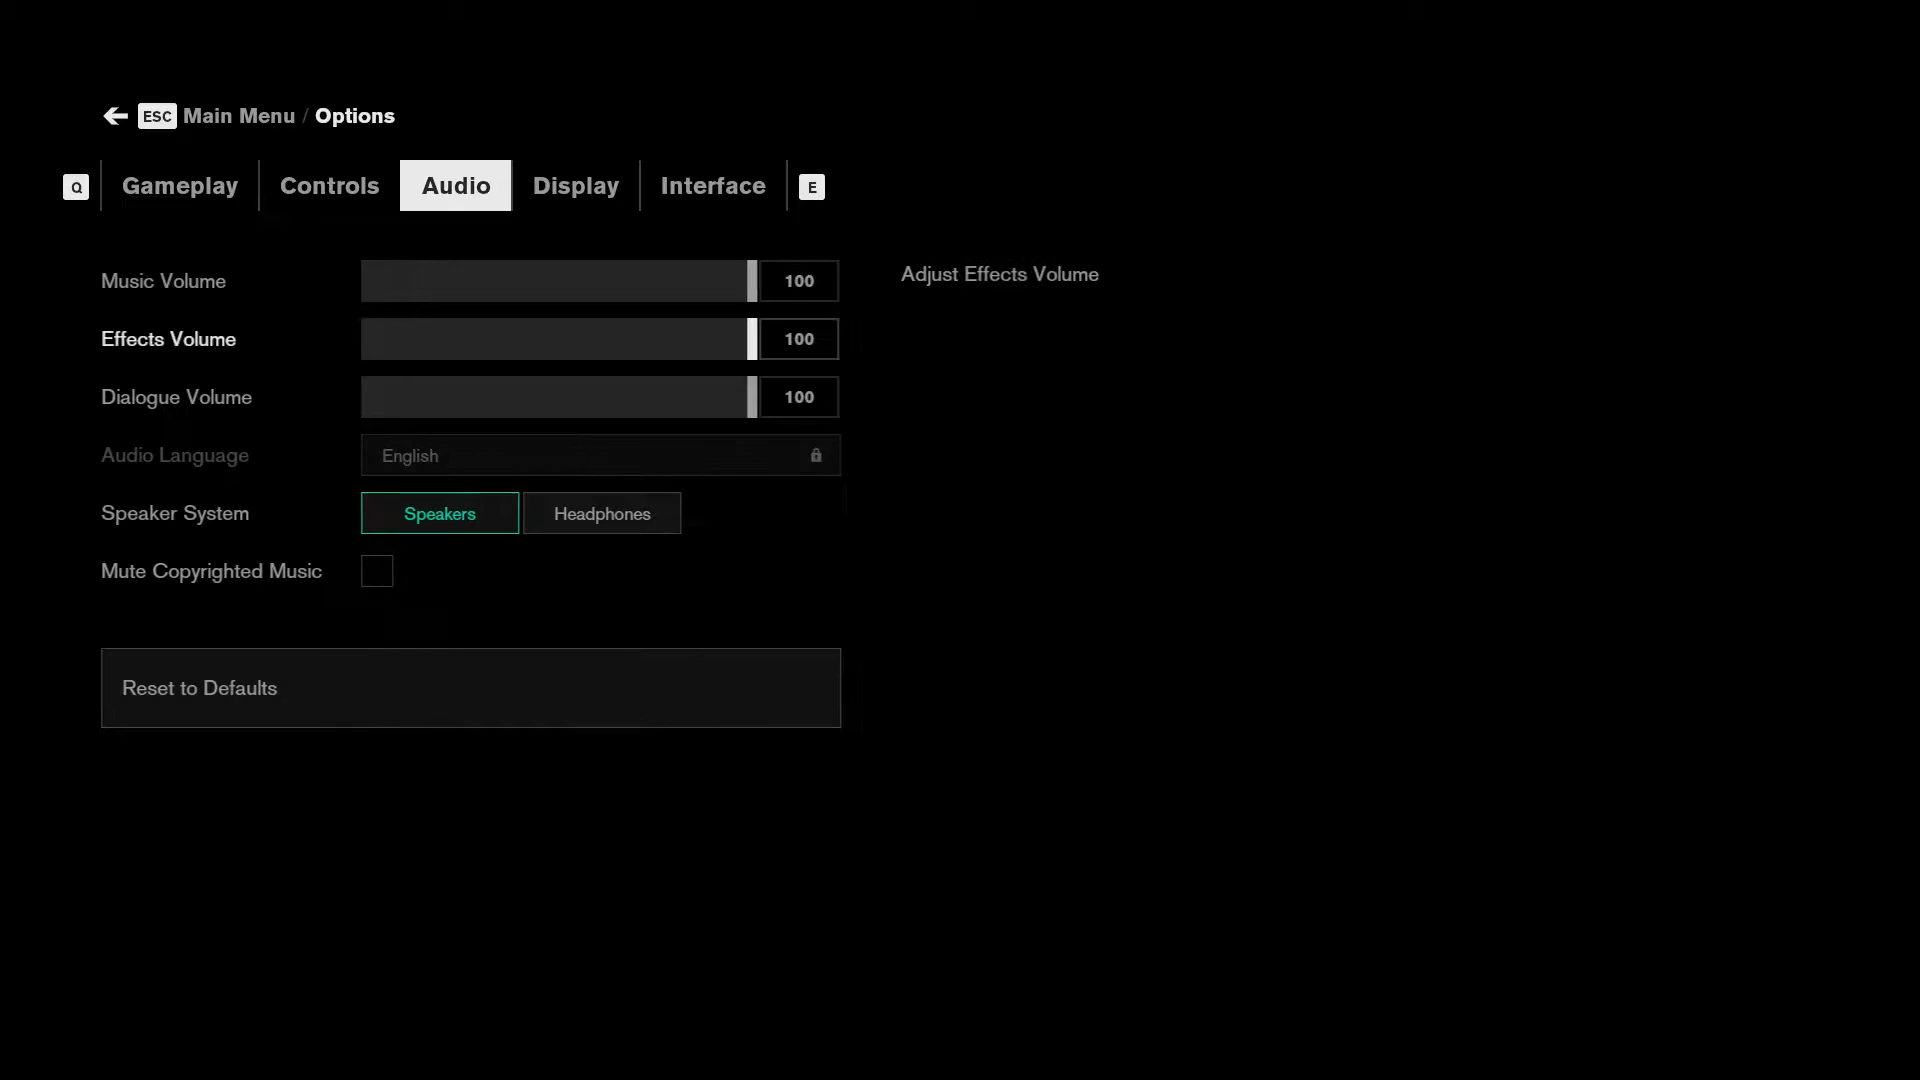 ESC Main Menu / Options
Q Gameplay Controls Audio Display Interface E
Music Volume 100 Adjust Effects Volume
Effects Volume 100
Dialogue Volume 100
Audio Language English
Speaker System Speakers Headphones
Mute Copyrighted Music
Reset to Defaults